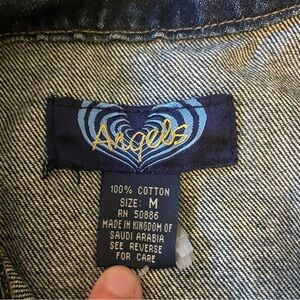 Angels
100% COTTON
SIZE: M
RN 50886
MADE IN KINGDOM OF
SAUDI ARABIA
SEE REVERSE
FOR CARE